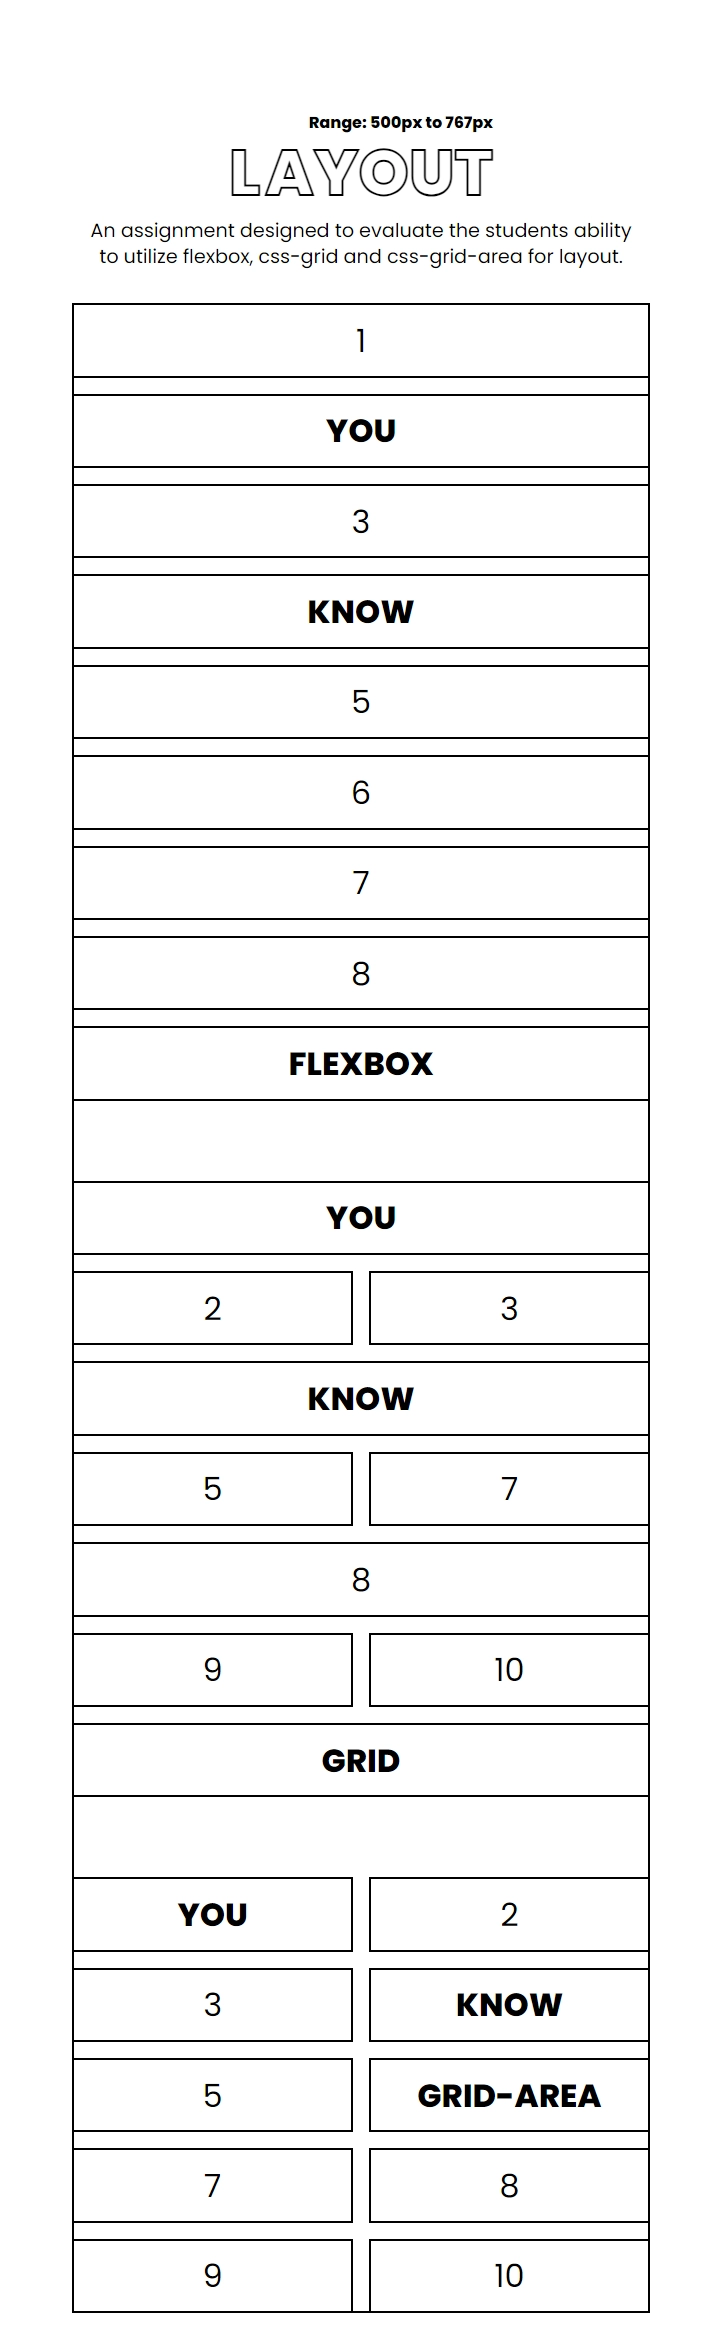 Range: 500px to 767px
LAYOUT
An assignment designed to evaluate the students ability
to utilize flexbox, css-grid and css-grid-area for layout.
1
YOU
3
KNOW
5
6
7
8
FLEXBOX
YOU
2 3
KNOW
5 7
8
9 10
GRID
YOU 2
3 KNOW
5 GRID-AREA
7 8
9 10